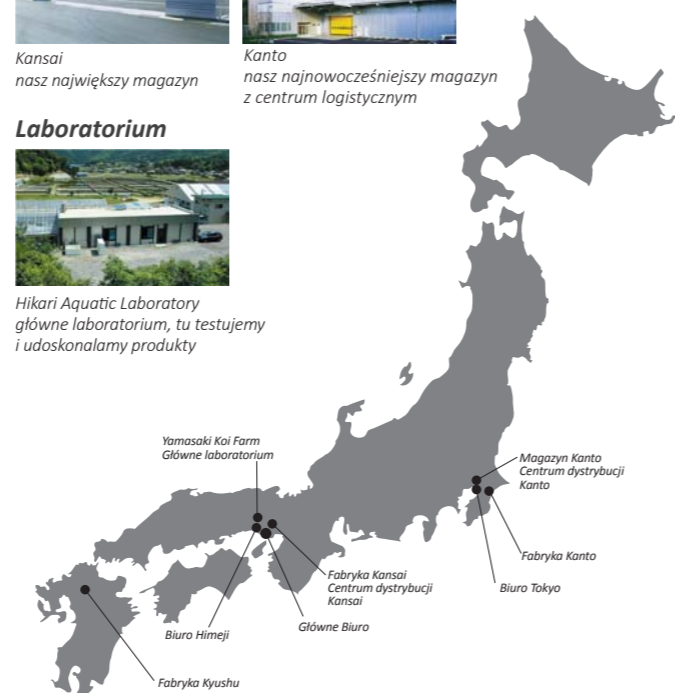 Kansai
nasz największy magazyn
Kanto
nasz najnowocześniejszy magazyn
z centrum logistycznym
Laboratorium
Hikari Aquatic Laboratory
główne laboratorium, tu testujemy
i udoskonalamy produkty
Yamasaki Koi Farm
Główne laboratorium
Magazyn Kanto
Centrum dystrybucji
Kanto
Fabryka Kanto
Biuro Tokyo
Fabryka Kansai
Centrum dystrybucji
Kansai
Główne Biuro
Biuro Himeji
Fabryka Kyushu